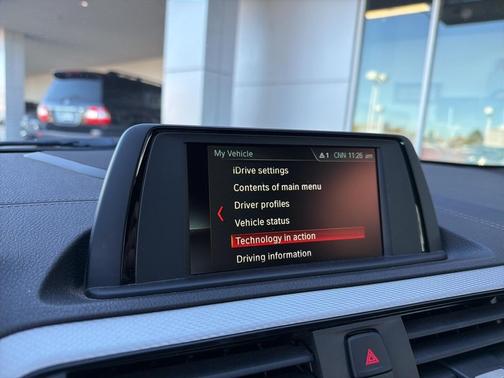 My Vehicle 1 CNN 11:26 am
iDrive settings
Contents of main menu
Driver profiles
Vehicle status
Technology in action
Driving information